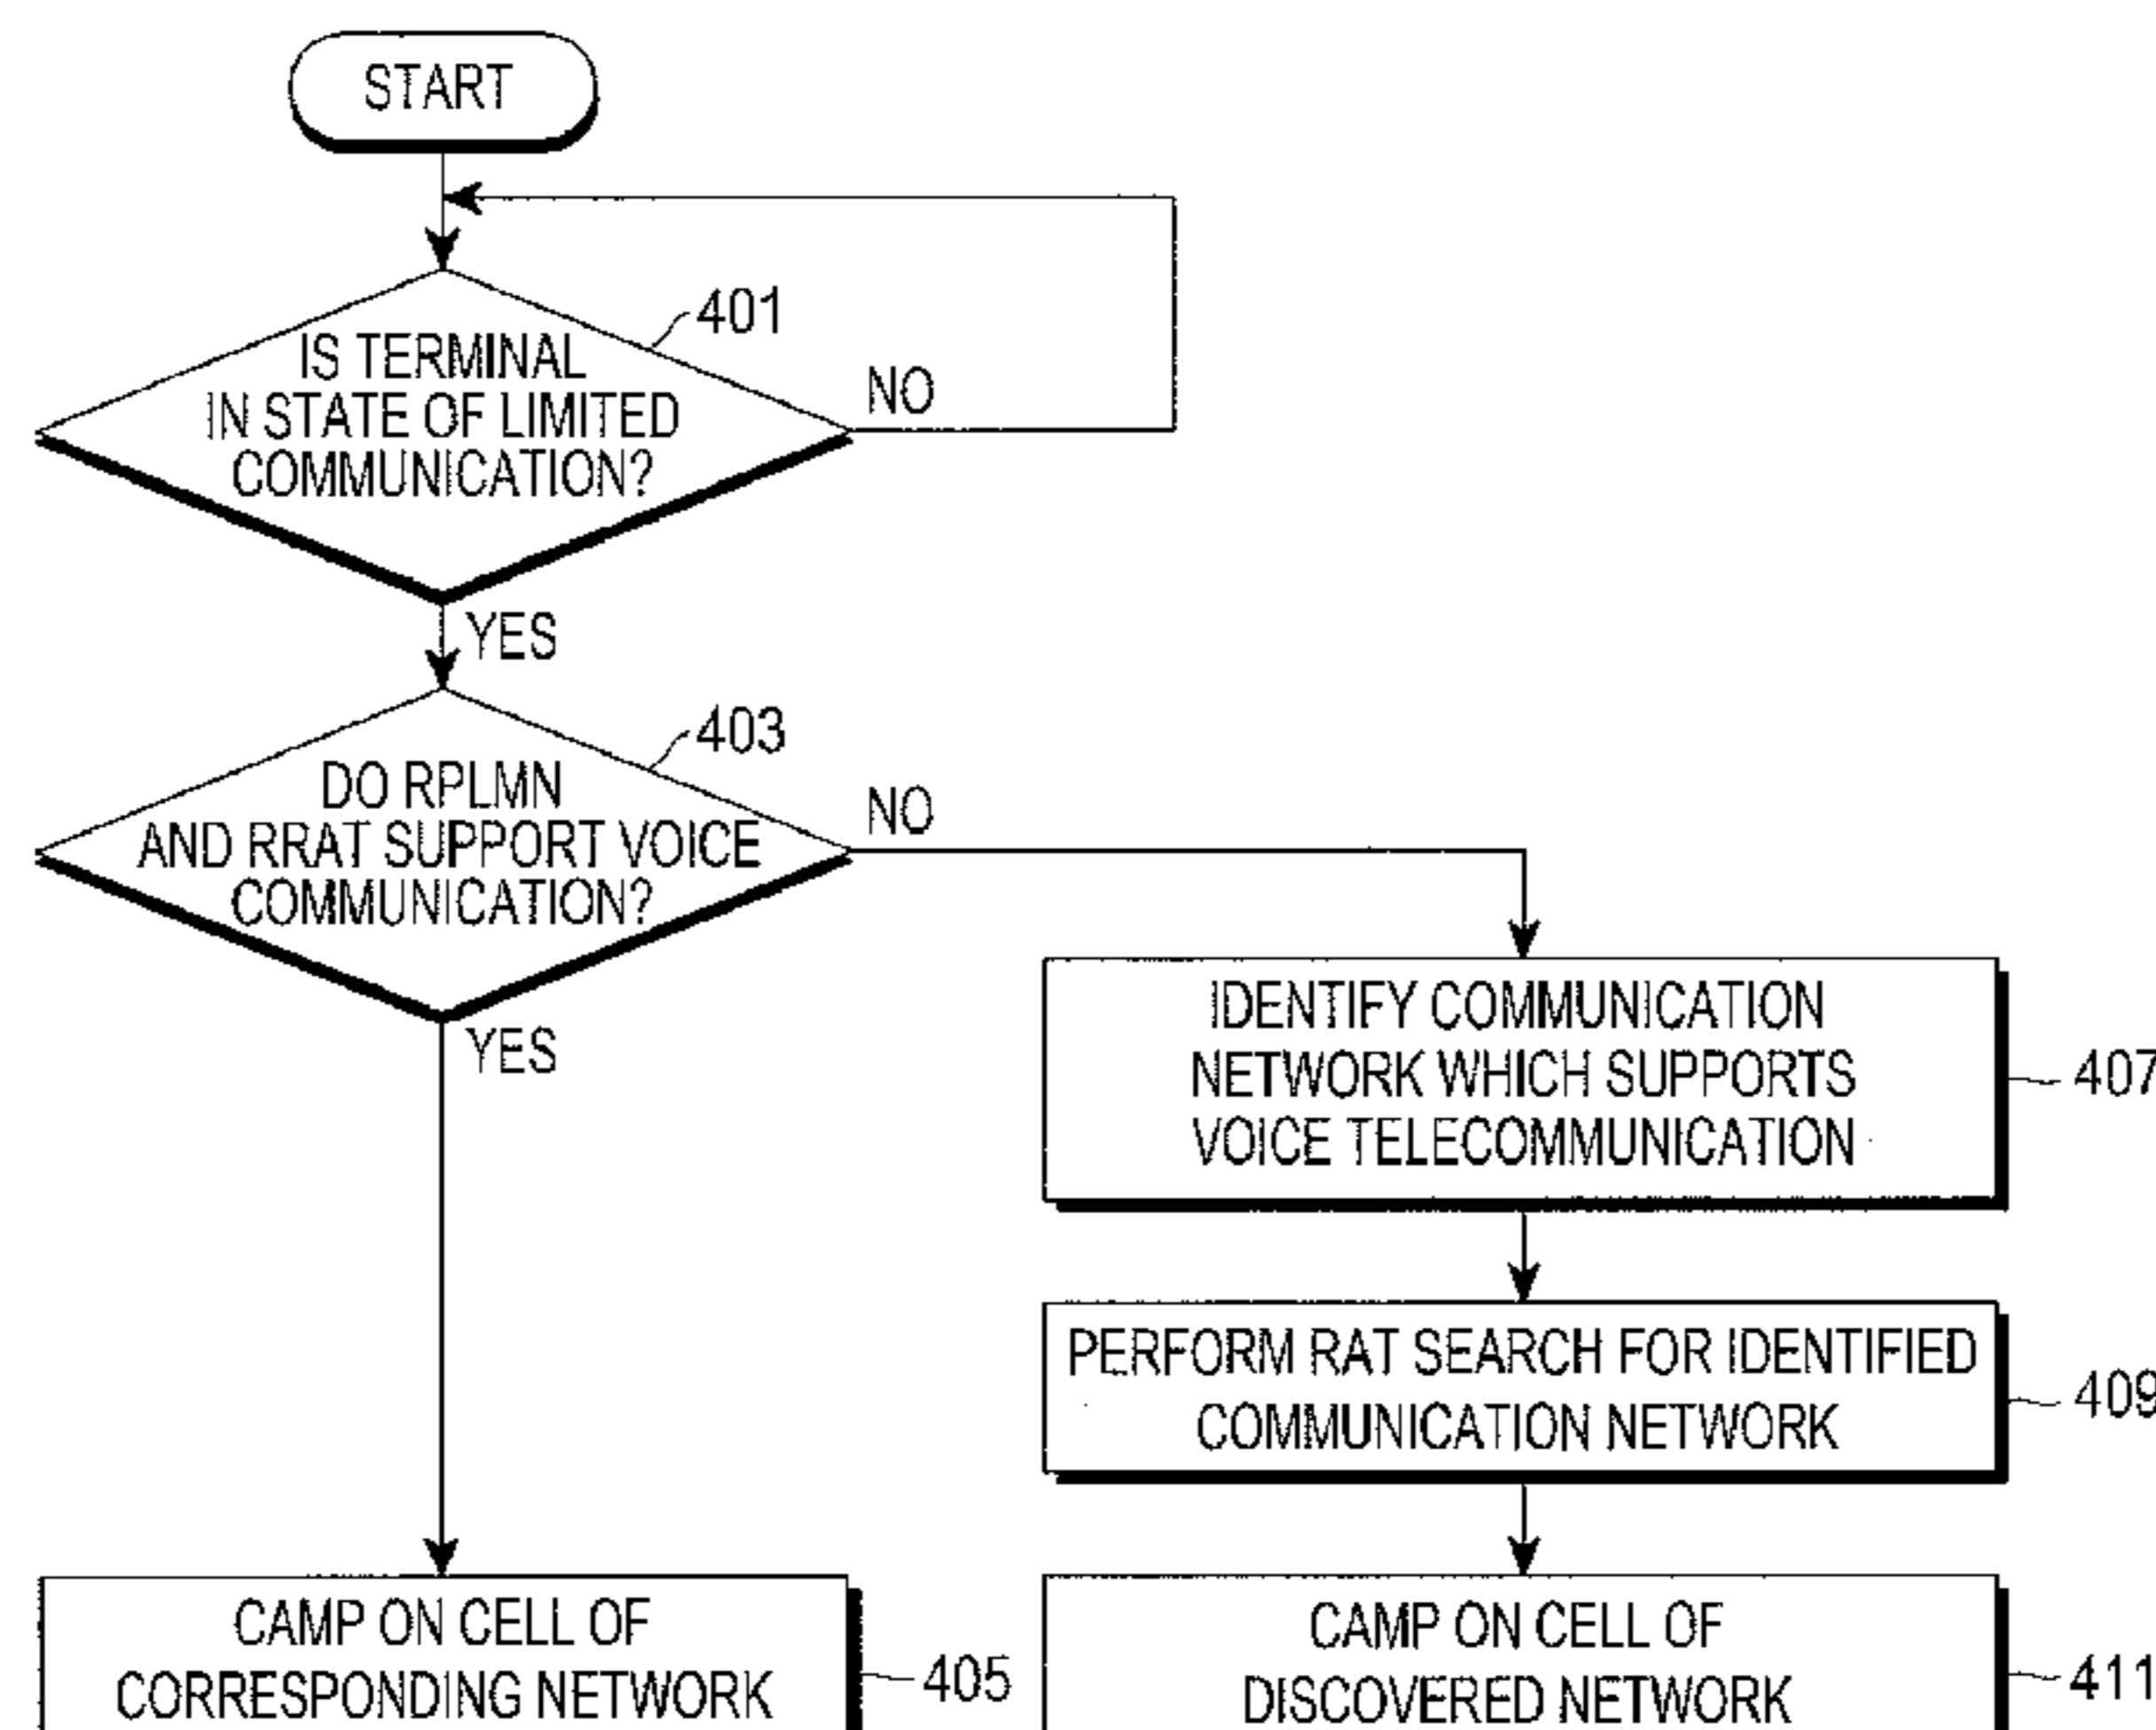 START
401
IS TERMINAL
IN STATE OF LIMITED
COMMUNICATION?
NO
YES
403
DO RPLMN
AND RRAT SUPPORT VOICE
COMMUNICATION?
NO
YES
IDENTIFY COMMUNICATION
NETWORK WHICH SUPPORTS
VOICE TELECOMMUNICATION
407
PERFORM RAT SEARCH FOR IDENTIFIED
COMMUNICATION NETWORK
409
CAMP ON CELL OF
CORRESPONDING NETWORK
405
CAMP ON CELL OF
DISCOVERED NETWORK
411